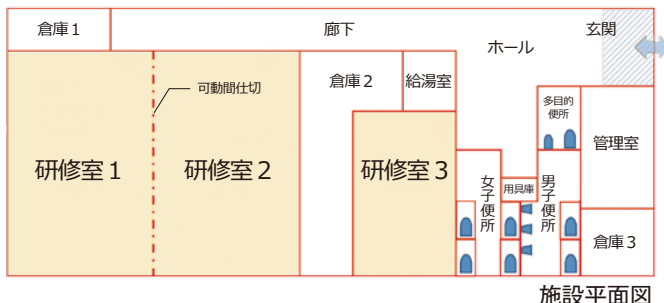 倉庫１
廊下
ホール
玄関
可動間仕切
倉庫２
給湯室
多目的
便所
管理室
研修室１
研修室２
研修室３
女子便所
用具庫
男子便所
倉庫３
施設平面図